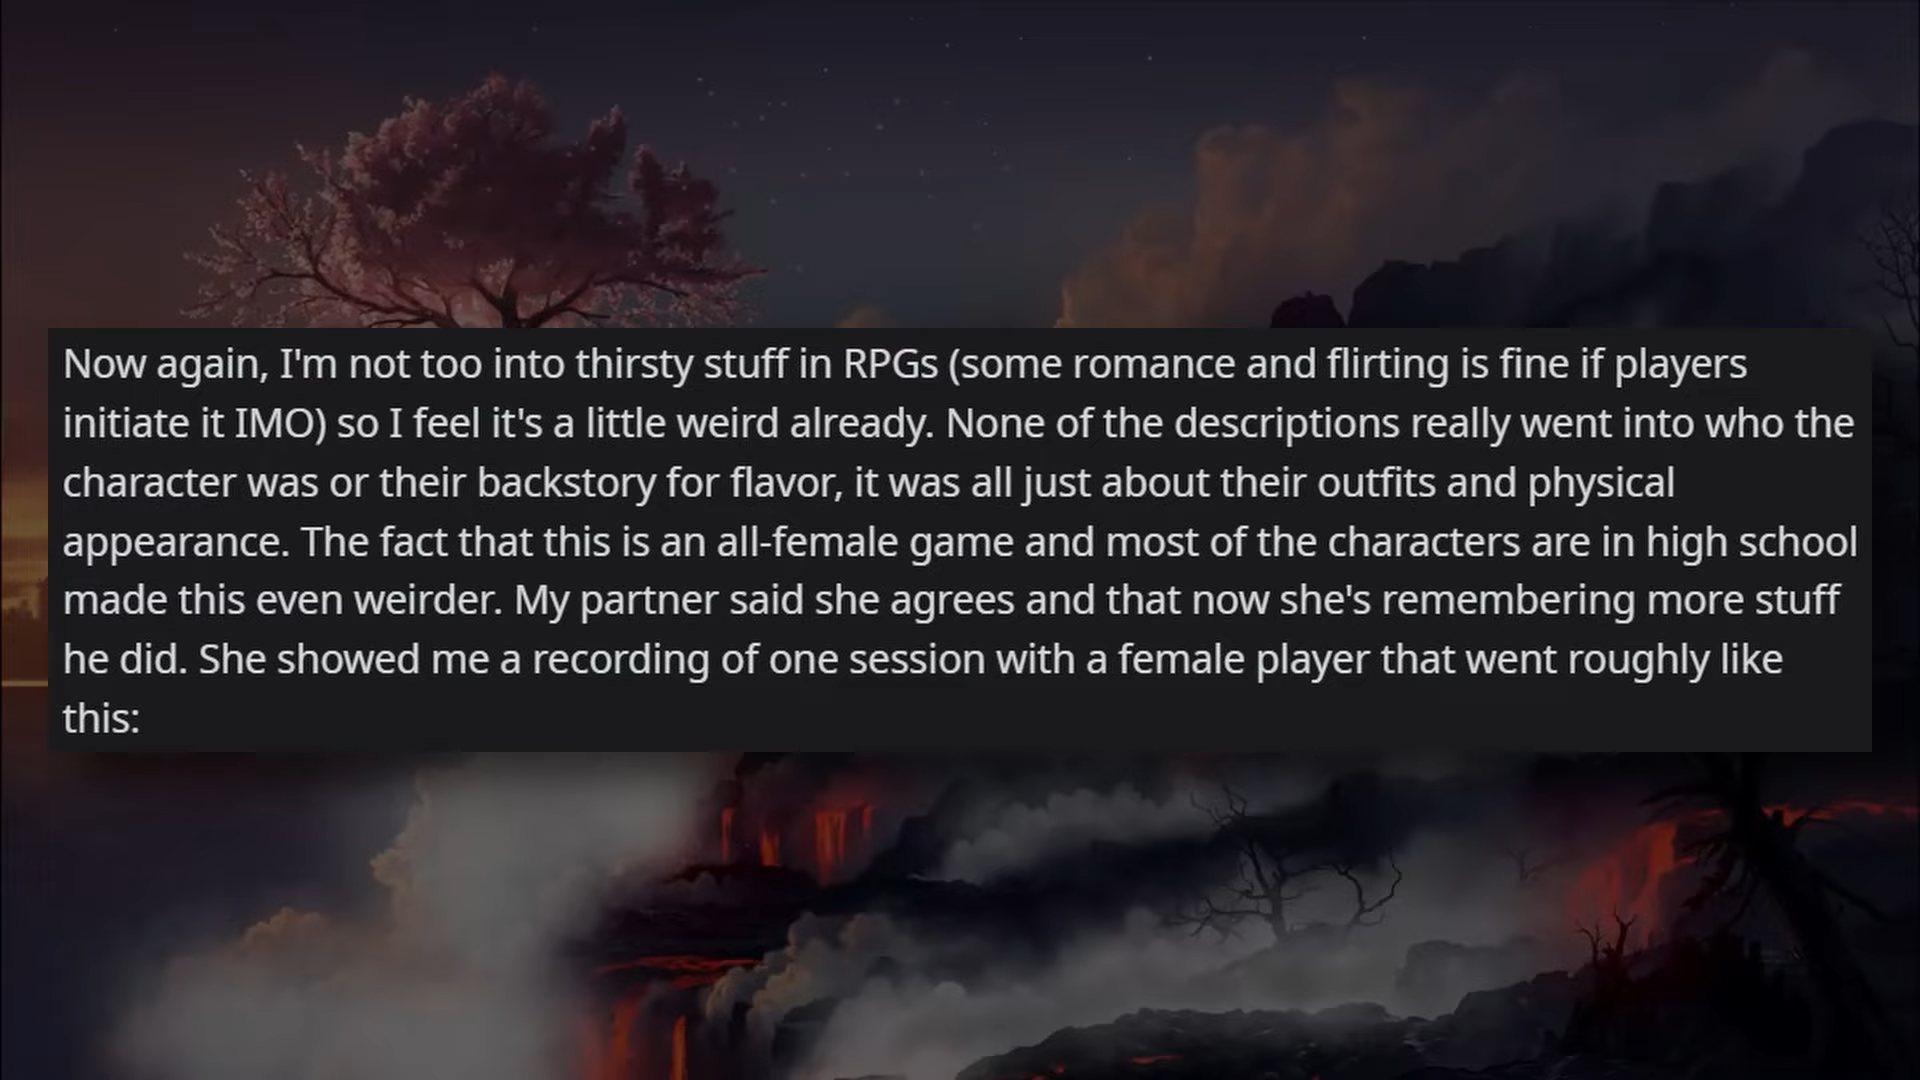 Now again, I'm not too into thirsty stuff in RPGs (some romance and flirting is fine if players
initiate it IMO) so I feel it's a little weird already. None of the descriptions really went into who the
character was or their backstory for flavor, it was all just about their outfits and physical
appearance. The fact that this is an all-female game and most of the characters are in high school
made this even weirder. My partner said she agrees and that now she's remembering more stuff
he did. She showed me a recording of one session with a female player that went roughly like
this: